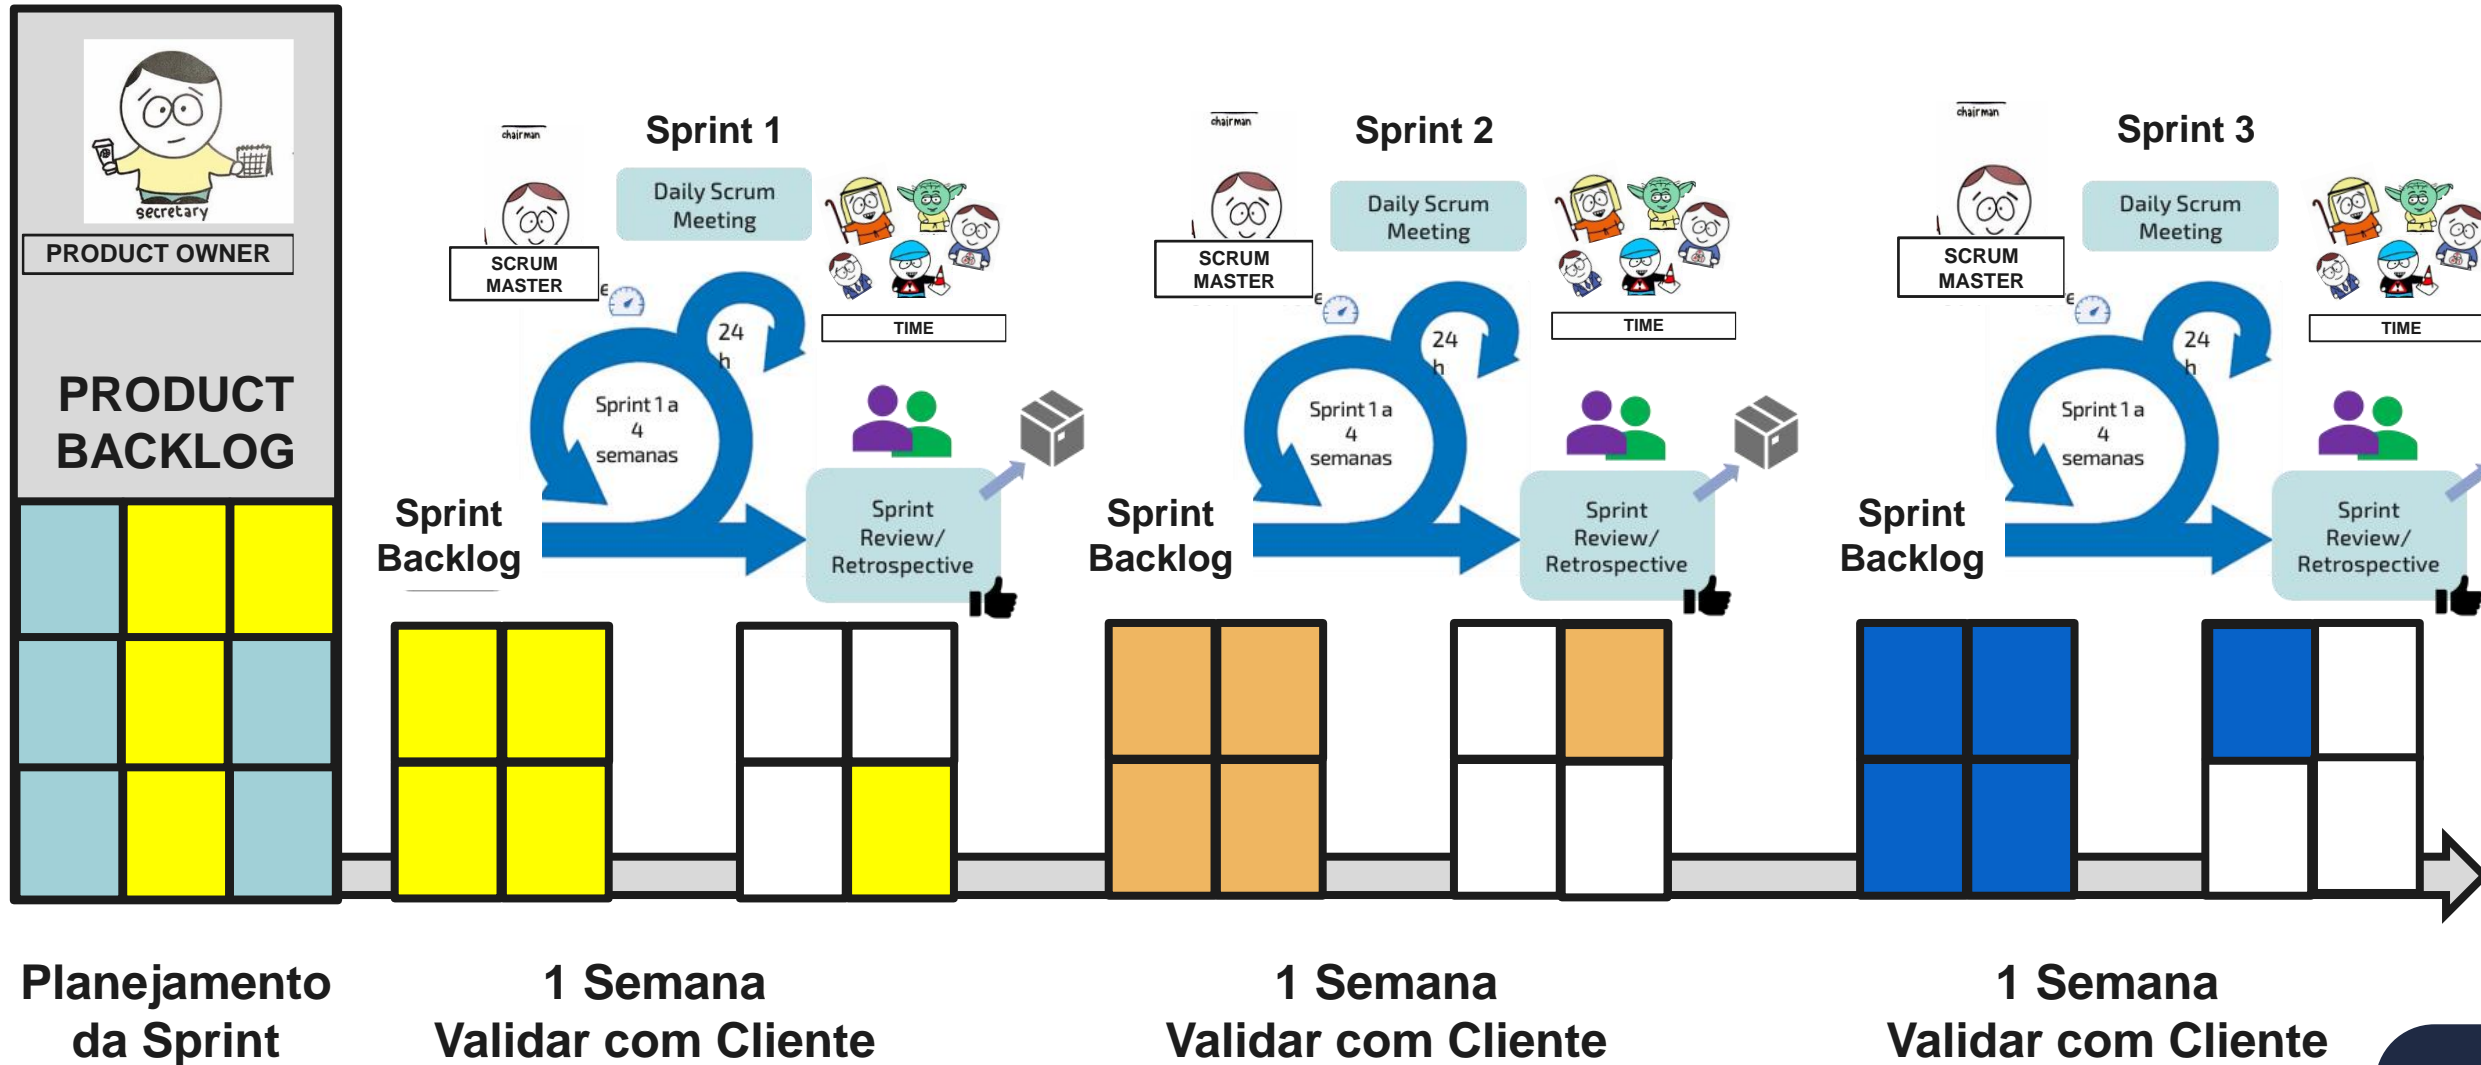 secretary
PRODUCT OWNER
PRODUCT
BACKLOG
Planejamento
da Sprint
chairman
Sprint 1
Daily Scrum
Meeting
SCRUM
MASTER
e
24
h
TIME
Sprint 1 a
4
semanas
Sprint
Backlog
Sprint
Review/
Retrospective
1 Semana
Validar com Cliente
chairman
Sprint 2
Daily Scrum
Meeting
SCRUM
MASTER
e
24
h
TIME
Sprint 1 a
4
semanas
Sprint
Backlog
Sprint
Review/
Retrospective
1 Semana
Validar com Cliente
chairman
Sprint 3
Daily Scrum
Meeting
SCRUM
MASTER
e
24
h
TIME
Sprint 1 a
4
semanas
Sprint
Backlog
Sprint
Review/
Retrospective
1 Semana
Validar com Cliente